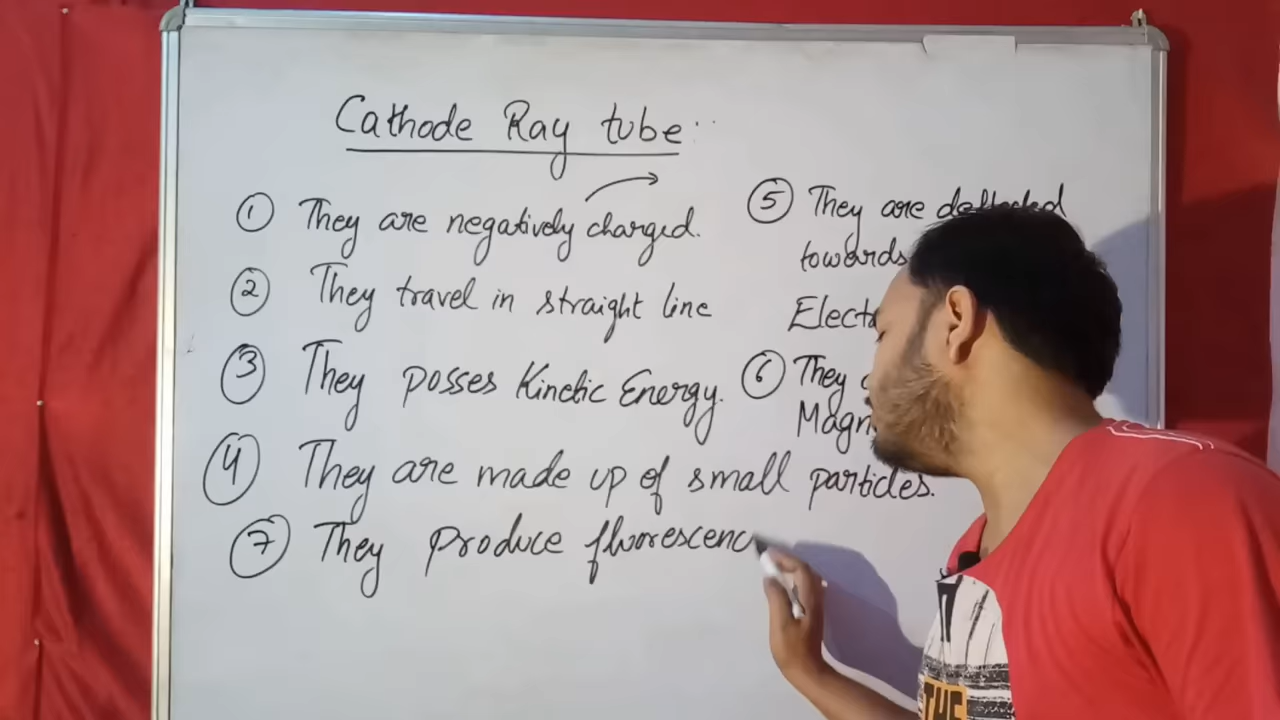 Cathode Ray tube:
① They are negatively charged.
② They travel in straight line
③ They posses Kinetic Energy.
④ They are made up of small particles.
⑦ They produce fluorescenc
⑤ They are deflected
towards
⑥ They
THE